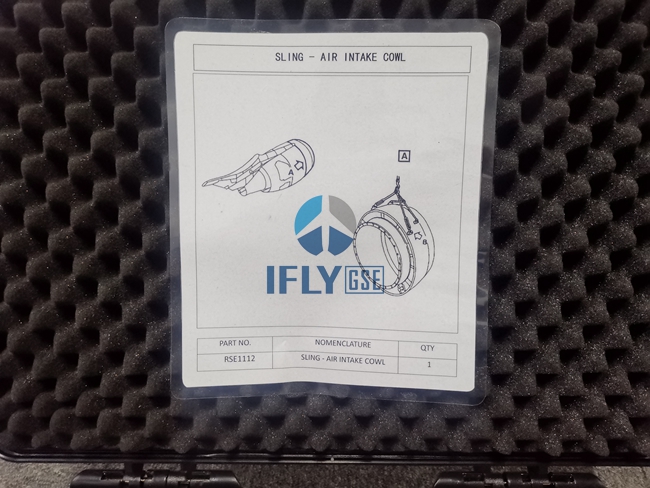 SLING - AIR INTAKE COWL
A
A
B
IFLY GSE
PART NO. NOMENCLATURE QTY
RSE1112 SLING - AIR INTAKE COWL 1